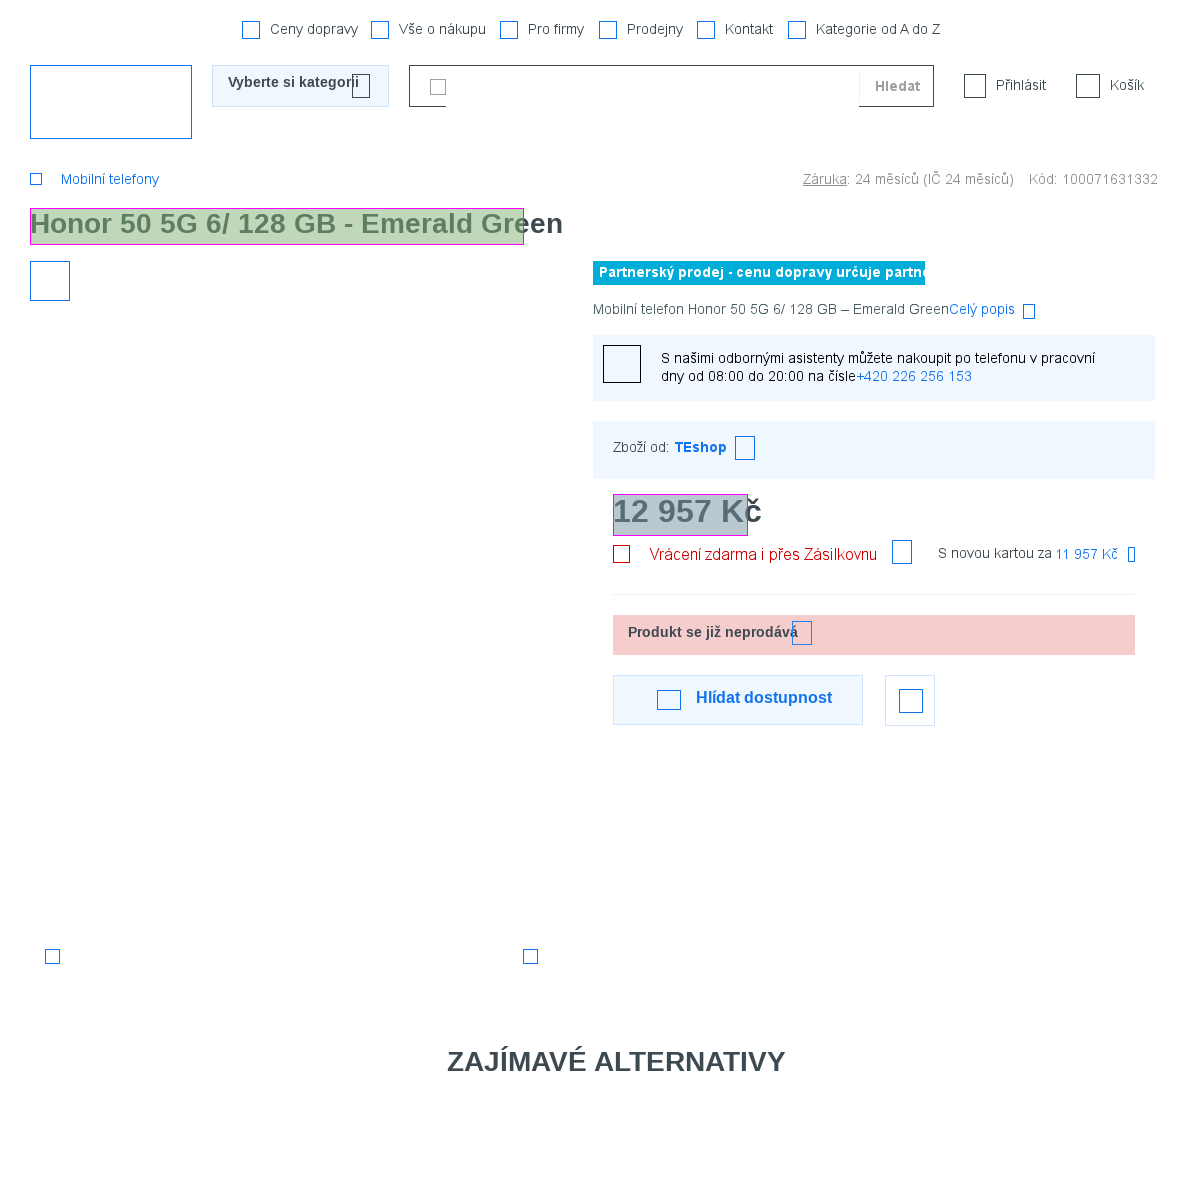 Ceny dopravy Vše o nákupu Pro firmy Prodejny Kontakt Kategorie od A do Z
Vyberte si kategorii Hledat Přihlásit Košík
Mobilní telefony Záruka: 24 měsíců (IČ 24 měsíců) Kód: 100071631332
Honor 50 5G 6/ 128 GB - Emerald Green
Partnerský prodej - cenu dopravy určuje
Mobilní telefon Honor 50 5G 6/ 128 GB – Emerald GreenCelý popis
S našimi odbornými asistenty můžete nakoupit po telefonu v pracovní
dny od 08:00 do 20:00 na čísle+420 226 256 153
Zboží od: TEshop
12 957 Kč
Vrácení zdarma i přes Zásilkovnu S novou kartou za 11 957 Kč
Produkt se již neprodává
Hlídat dostupnost
ZAJÍMAVÉ ALTERNATIVY